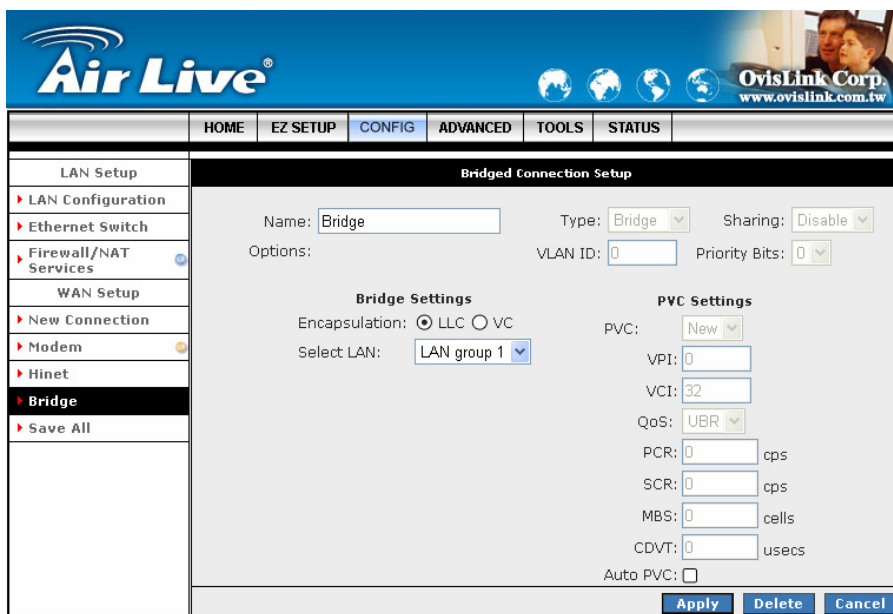 Air Live®
OvisLink Corp.
www.ovislink.com.tw
HOME EZ SETUP CONFIG ADVANCED TOOLS STATUS
LAN Setup
LAN Configuration
Ethernet Switch
Firewall/NAT
Services
WAN Setup
New Connection
Modem
Hinet
Bridge
Save All
Bridged Connection Setup
Name: Bridge Type: Bridge Sharing: Disable
Options: VLAN ID: 0 Priority Bits: 0
Bridge Settings
Encapsulation: LLC VC
Select LAN: LAN group 1
PVC Settings
PVC: New
VPI: 0
VCI: 32
QoS: UBR
PCR: 0 cps
SCR: 0 cps
MBS: 0 cells
CDVT: 0 usecs
Auto PVC:
Apply Delete Cancel